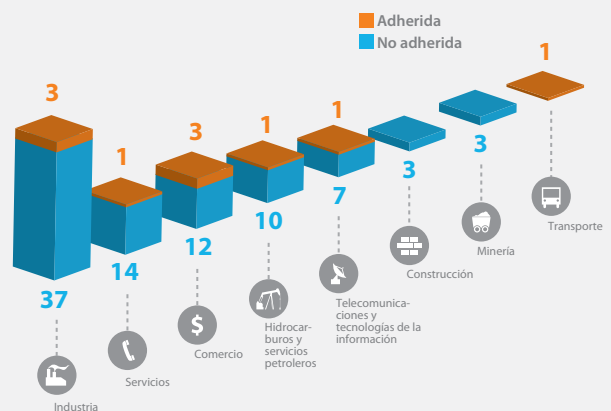 Adherida
No adherida
3
37
Industria
1
14
Servicios
3
12
Comercio
1
10
Hidrocar-
buros y
servicios
petroleros
1
7
Telecomunica-
ciones y
tecnologías de la
información
3
Construcción
3
Minería
1
Transporte
$